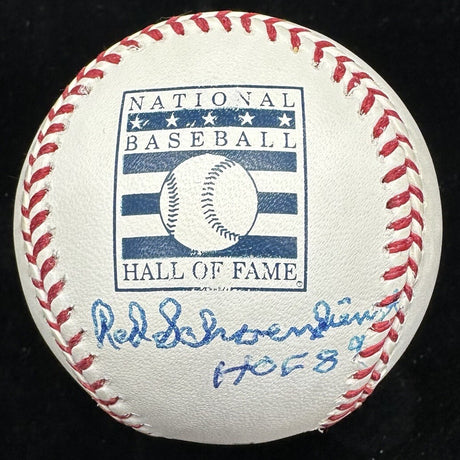 NATIONAL
BASEBALL
HALL OF FAME
Red Schoendienst
HOF 89